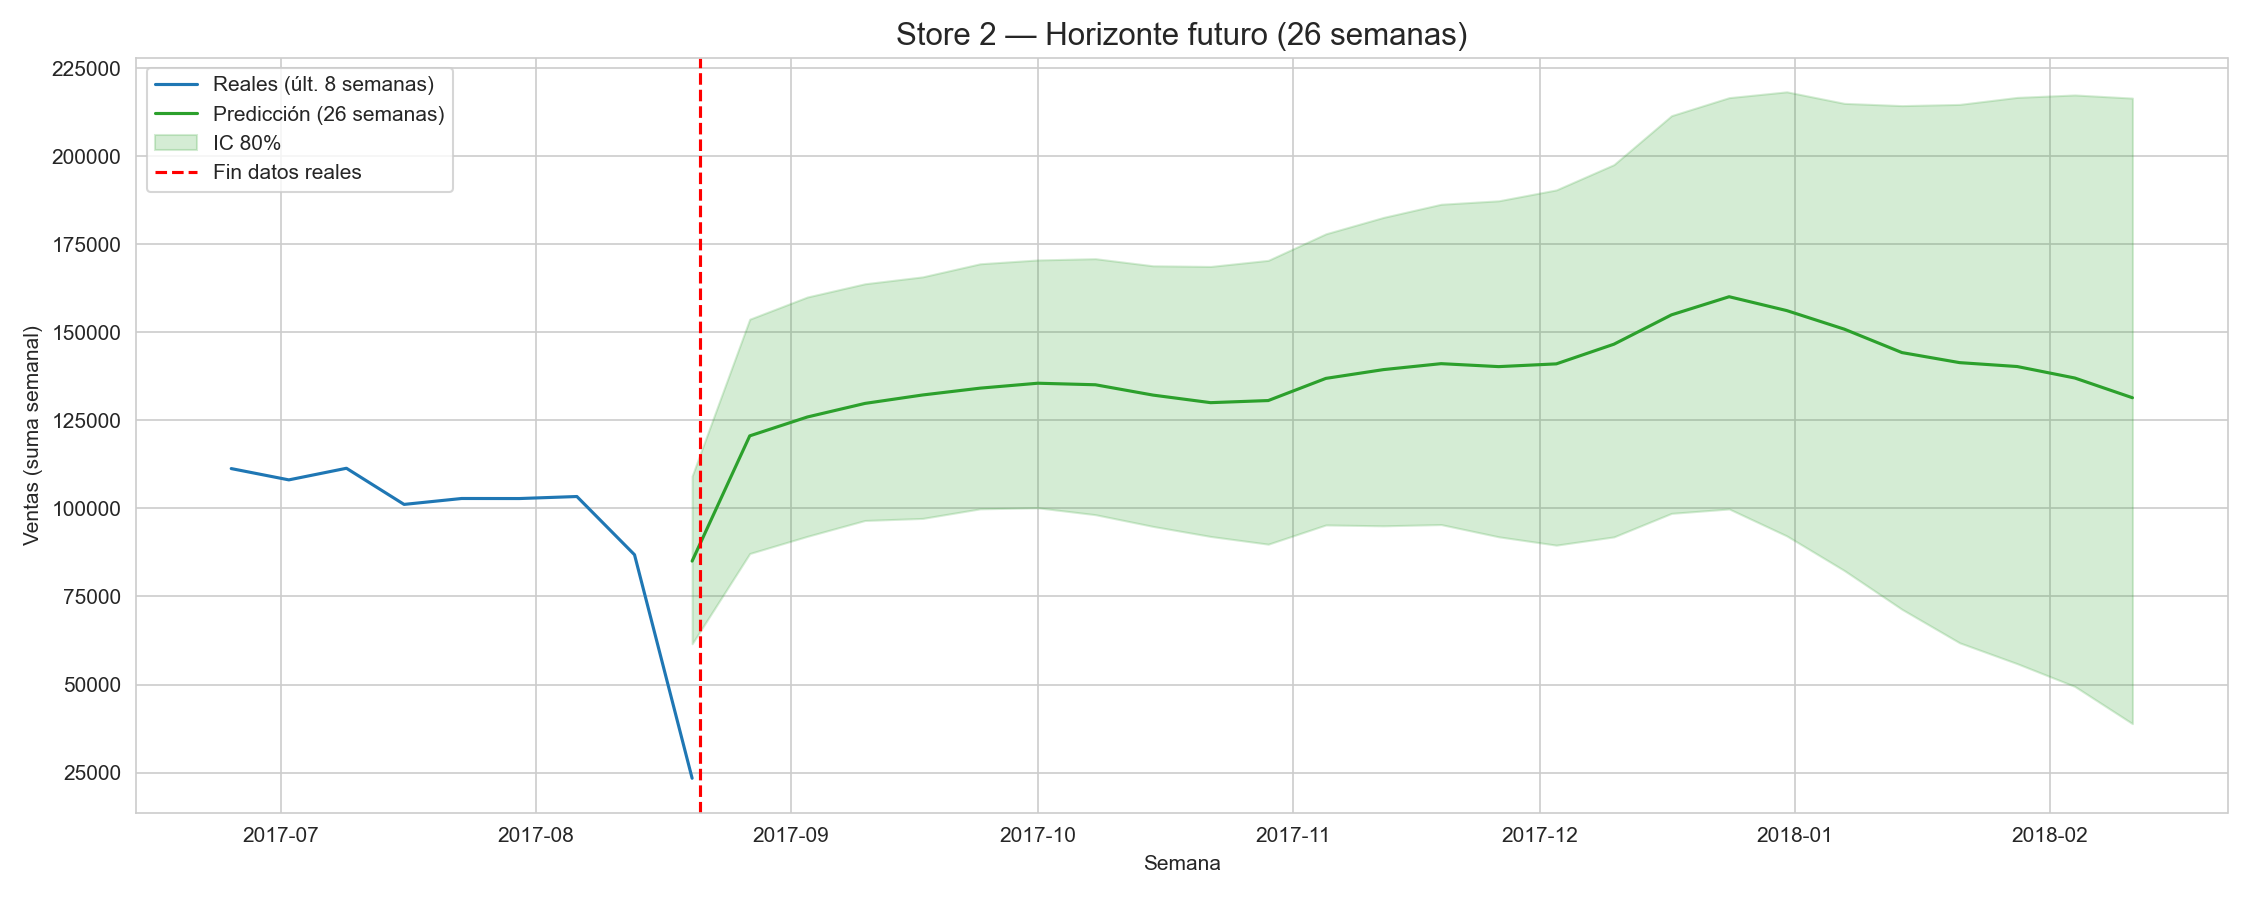 Store 2 — Horizonte futuro (26 semanas)
Reales (últ. 8 semanas)
Predicción (26 semanas)
IC 80%
Fin datos reales
Ventas (suma semanal)
225000
200000
175000
150000
125000
100000
75000
50000
25000
2017-07
2017-08
2017-09
2017-10
2017-11
2017-12
2018-01
2018-02
Semana